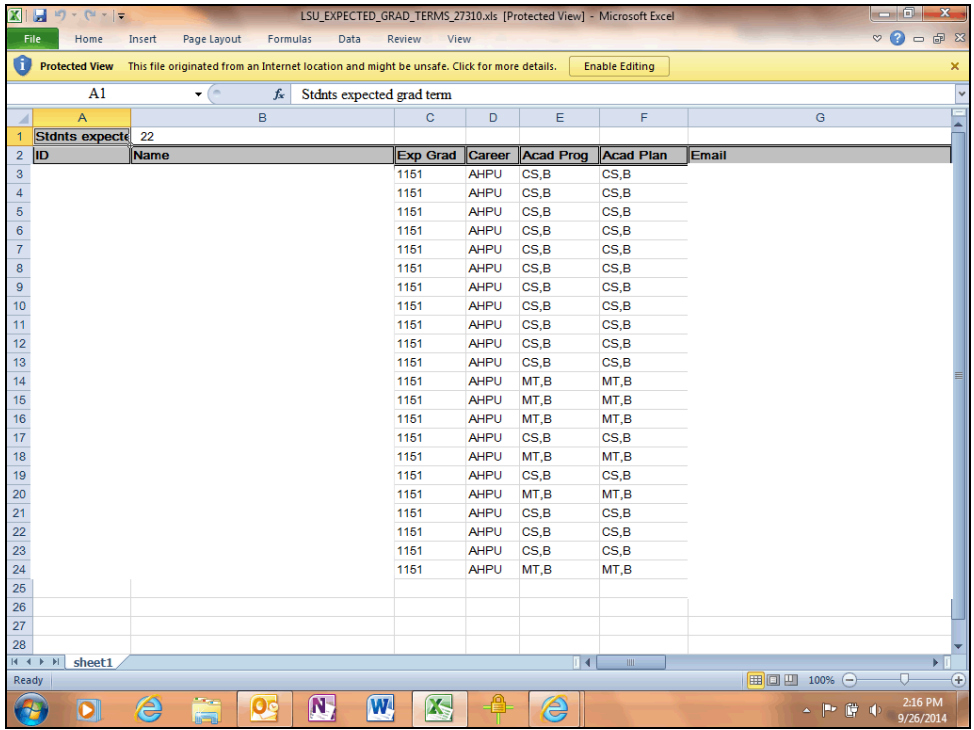 LSU_EXPECTED_GRAD_TERMS_27310.xls [Protected View] - Microsoft Excel
File Home Insert Page Layout Formulas Data Review View
Protected View This file originated from an Internet location and might be unsafe. Click for more details. Enable Editing
A1 fx Stdnts expected grad term
A B C D E F G
1 Stdnts expecte 22
2 ID Name Exp Grad Career Acad Prog Acad Plan Email
3 1151 AHPU CS,B CS,B
4 1151 AHPU CS,B CS,B
5 1151 AHPU CS,B CS,B
6 1151 AHPU CS,B CS,B
7 1151 AHPU CS,B CS,B
8 1151 AHPU CS,B CS,B
9 1151 AHPU CS,B CS,B
10 1151 AHPU CS,B CS,B
11 1151 AHPU CS,B CS,B
12 1151 AHPU CS,B CS,B
13 1151 AHPU CS,B CS,B
14 1151 AHPU MT,B MT,B
15 1151 AHPU MT,B MT,B
16 1151 AHPU MT,B MT,B
17 1151 AHPU CS,B CS,B
18 1151 AHPU MT,B MT,B
19 1151 AHPU CS,B CS,B
20 1151 AHPU MT,B MT,B
21 1151 AHPU CS,B CS,B
22 1151 AHPU CS,B CS,B
23 1151 AHPU CS,B CS,B
24 1151 AHPU MT,B MT,B
25
26
27
28
sheet1
Ready 100%
2:16 PM
9/26/2014